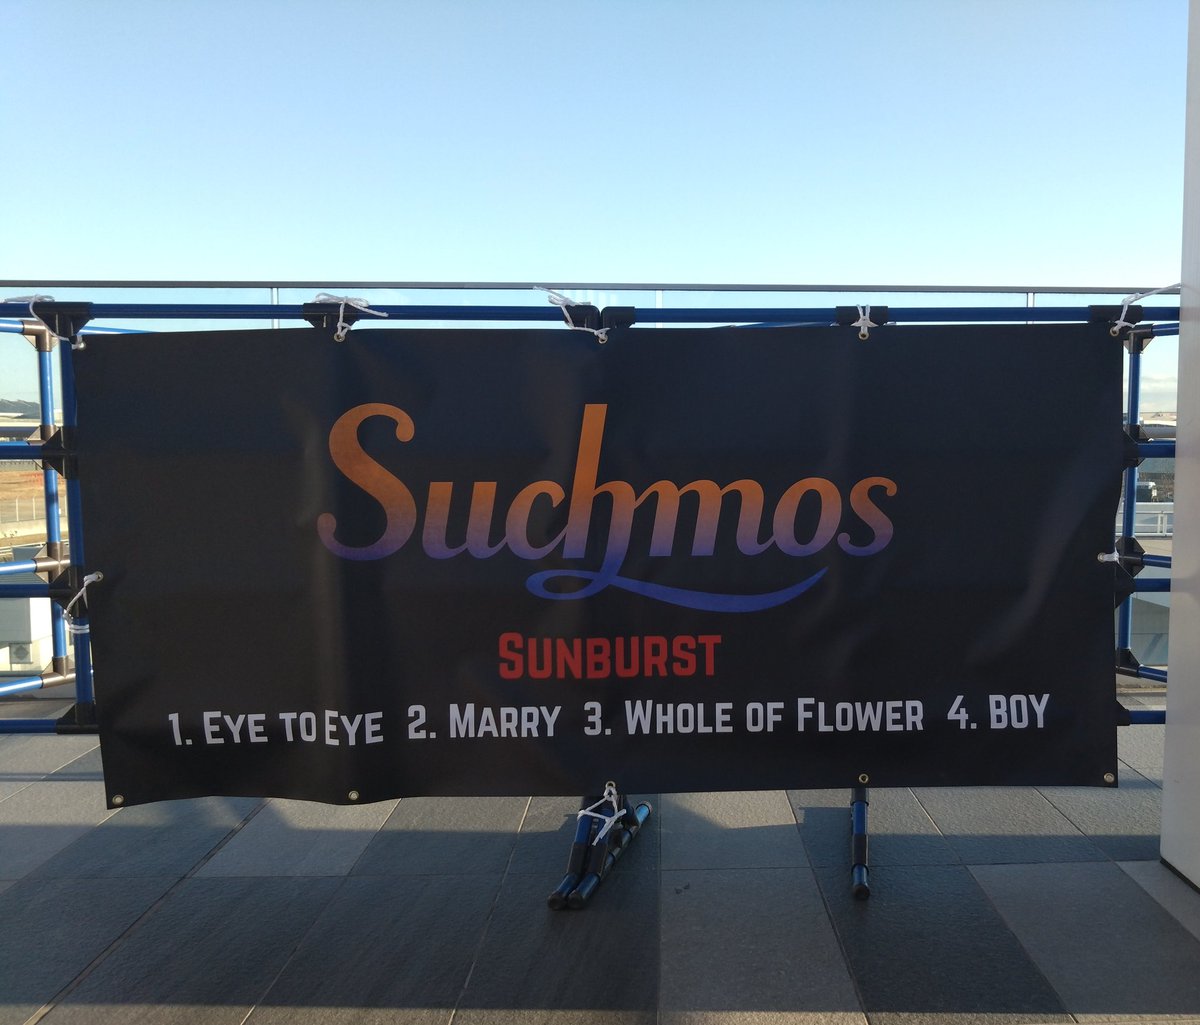 Suchmos
SUNBURST
1. EYE TO EYE 2. MARRY 3. WHOLE OF FLOWER 4. BOY